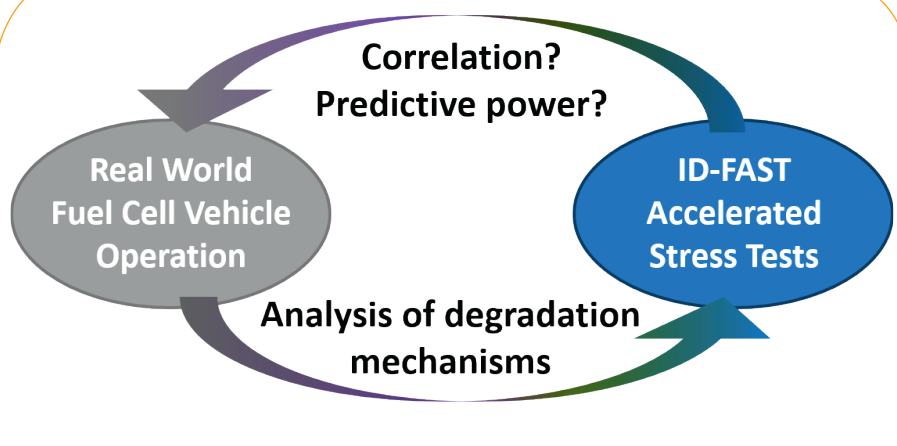 Correlation?
Predictive power?
Real World
Fuel Cell Vehicle
Operation
ID-FAST
Accelerated
Stress Tests
Analysis of degradation
mechanisms